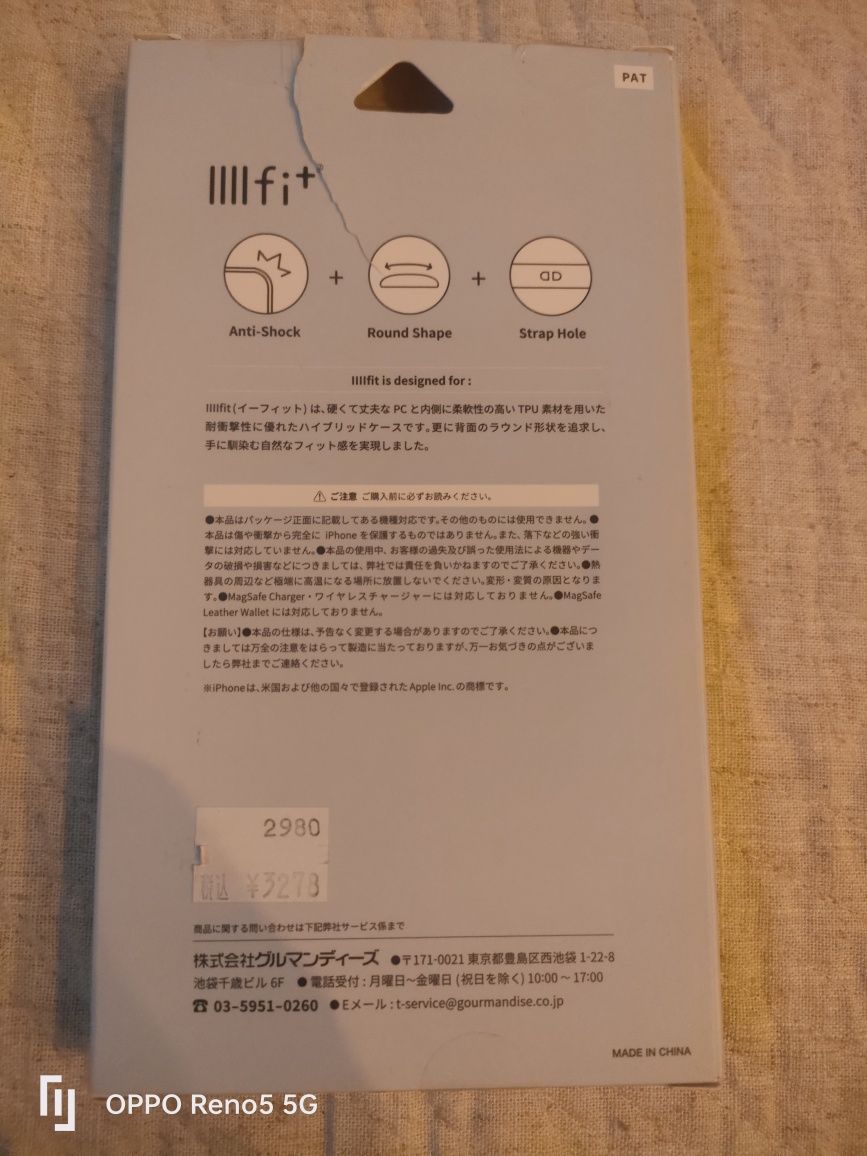 PAT
IIIIfi+
Anti-Shock + Round Shape + Strap Hole
IIIIfit is designed for :
IIIIfit(イーフィット) は、硬くて丈夫な PC と内側に柔軟性の高い TPU 素材を用いた
耐衝撃性に優れたハイブリッドケースです。更に背面のラウンド形状を追求し、
手に馴染む自然なフィット感を実現しました。
⚠ ご注意 ご購入前に必ずお読みください。
●本品はパッケージ正面に記載してある機種対応です。その他のものには使用できません。●
本品は傷や衝撃から完全に iPhone を保護するものではありません。また、落下などの強い衝
撃には対応していません。●本品の使用中、お客様の過失及び誤った使用法による機器やデー
タの破損や損害などにつきましては、弊社では責任を負いかねますのでご了承ください。●熱
器具の周辺など極端に高温になる場所に放置しないでください。変形・変質の原因となりま
す。●MagSafe Charger・ワイヤレスチャージャーには対応しておりません。●MagSafe
Leather Wallet には対応しておりません。
【お願い】●本品の仕様は、予告なく変更する場合がありますのでご了承ください。●本品につ
きましては万全の注意をはらって製造に当たっておりますが、万一お気づきの点がございま
したら弊社までご連絡ください。
※iPhoneは、米国および他の国々で登録された Apple Inc. の商標です。
2980
税込 ¥3278
商品に関する問い合わせは下記弊社サービス係まで
株式会社グルマンディーズ ●〒171-0021 東京都豊島区西池袋 1-22-8
池袋千歳ビル 6F ●電話受付 : 月曜日〜金曜日 (祝日を除く) 10:00 〜 17:00
☎ 03-5951-0260 ●Eメール : t-service@gourmandise.co.jp
MADE IN CHINA
OPPO Reno5 5G